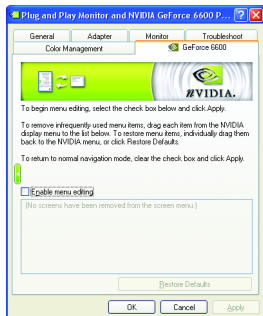 Plug and Play Monitor and NVIDIA GeForce 6600 P...
General Adapter Monitor Troubleshoot
Color Management GeForce 6600
NVIDIA.
To begin menu editing, select the check box below and click Apply.
To remove infrequently used menu items, drag each item from the NVIDIA
display menu to the list below. To restore menu items, individually drag them
back to the NVIDIA menu, or click Restore Defaults.
To return to normal navigation mode, clear the check box and click Apply.
Enable menu editing
(No screens have been removed from the screen menu.)
Restore Defaults
OK Cancel Apply